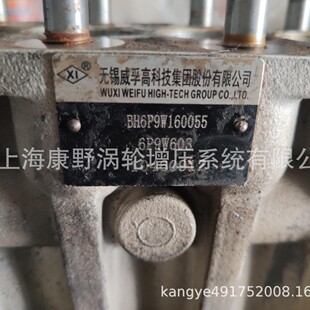 XI
无锡威孚高科技集团股份有限公司
WUXI WEIFU HIGH-TECH GROUP CO.,LTD.
BH6P9W160055
6P9W603
上海康野涡轮增压系统有限公司
kangye491752008.16